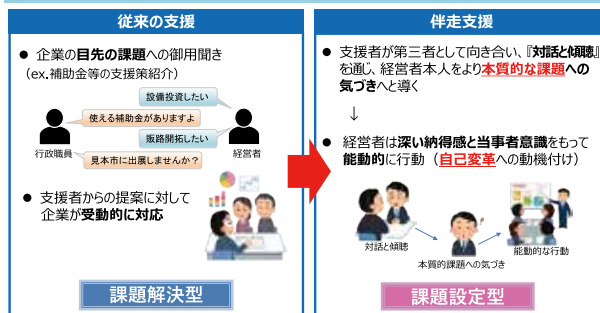 従来の支援
● 企業の目先の課題への御用聞き
（ex.補助金等の支援策紹介）
設備投資したい
使える補助金がありますよ
販路開拓したい
行政職員
経営者
見本市に出展しませんか？
● 支援者からの提案に対して
企業が受動的に対応
課題解決型
伴走支援
● 支援者が第三者として向き合い、『対話と傾聴』
を通じ、経営者本人をより本質的な課題への
気づきへと導く
↓
● 経営者は深い納得感と当事者意識をもって
能動的に行動（自己変革への動機付け）
対話と傾聴
本質的課題への気づき
能動的な行動
課題設定型